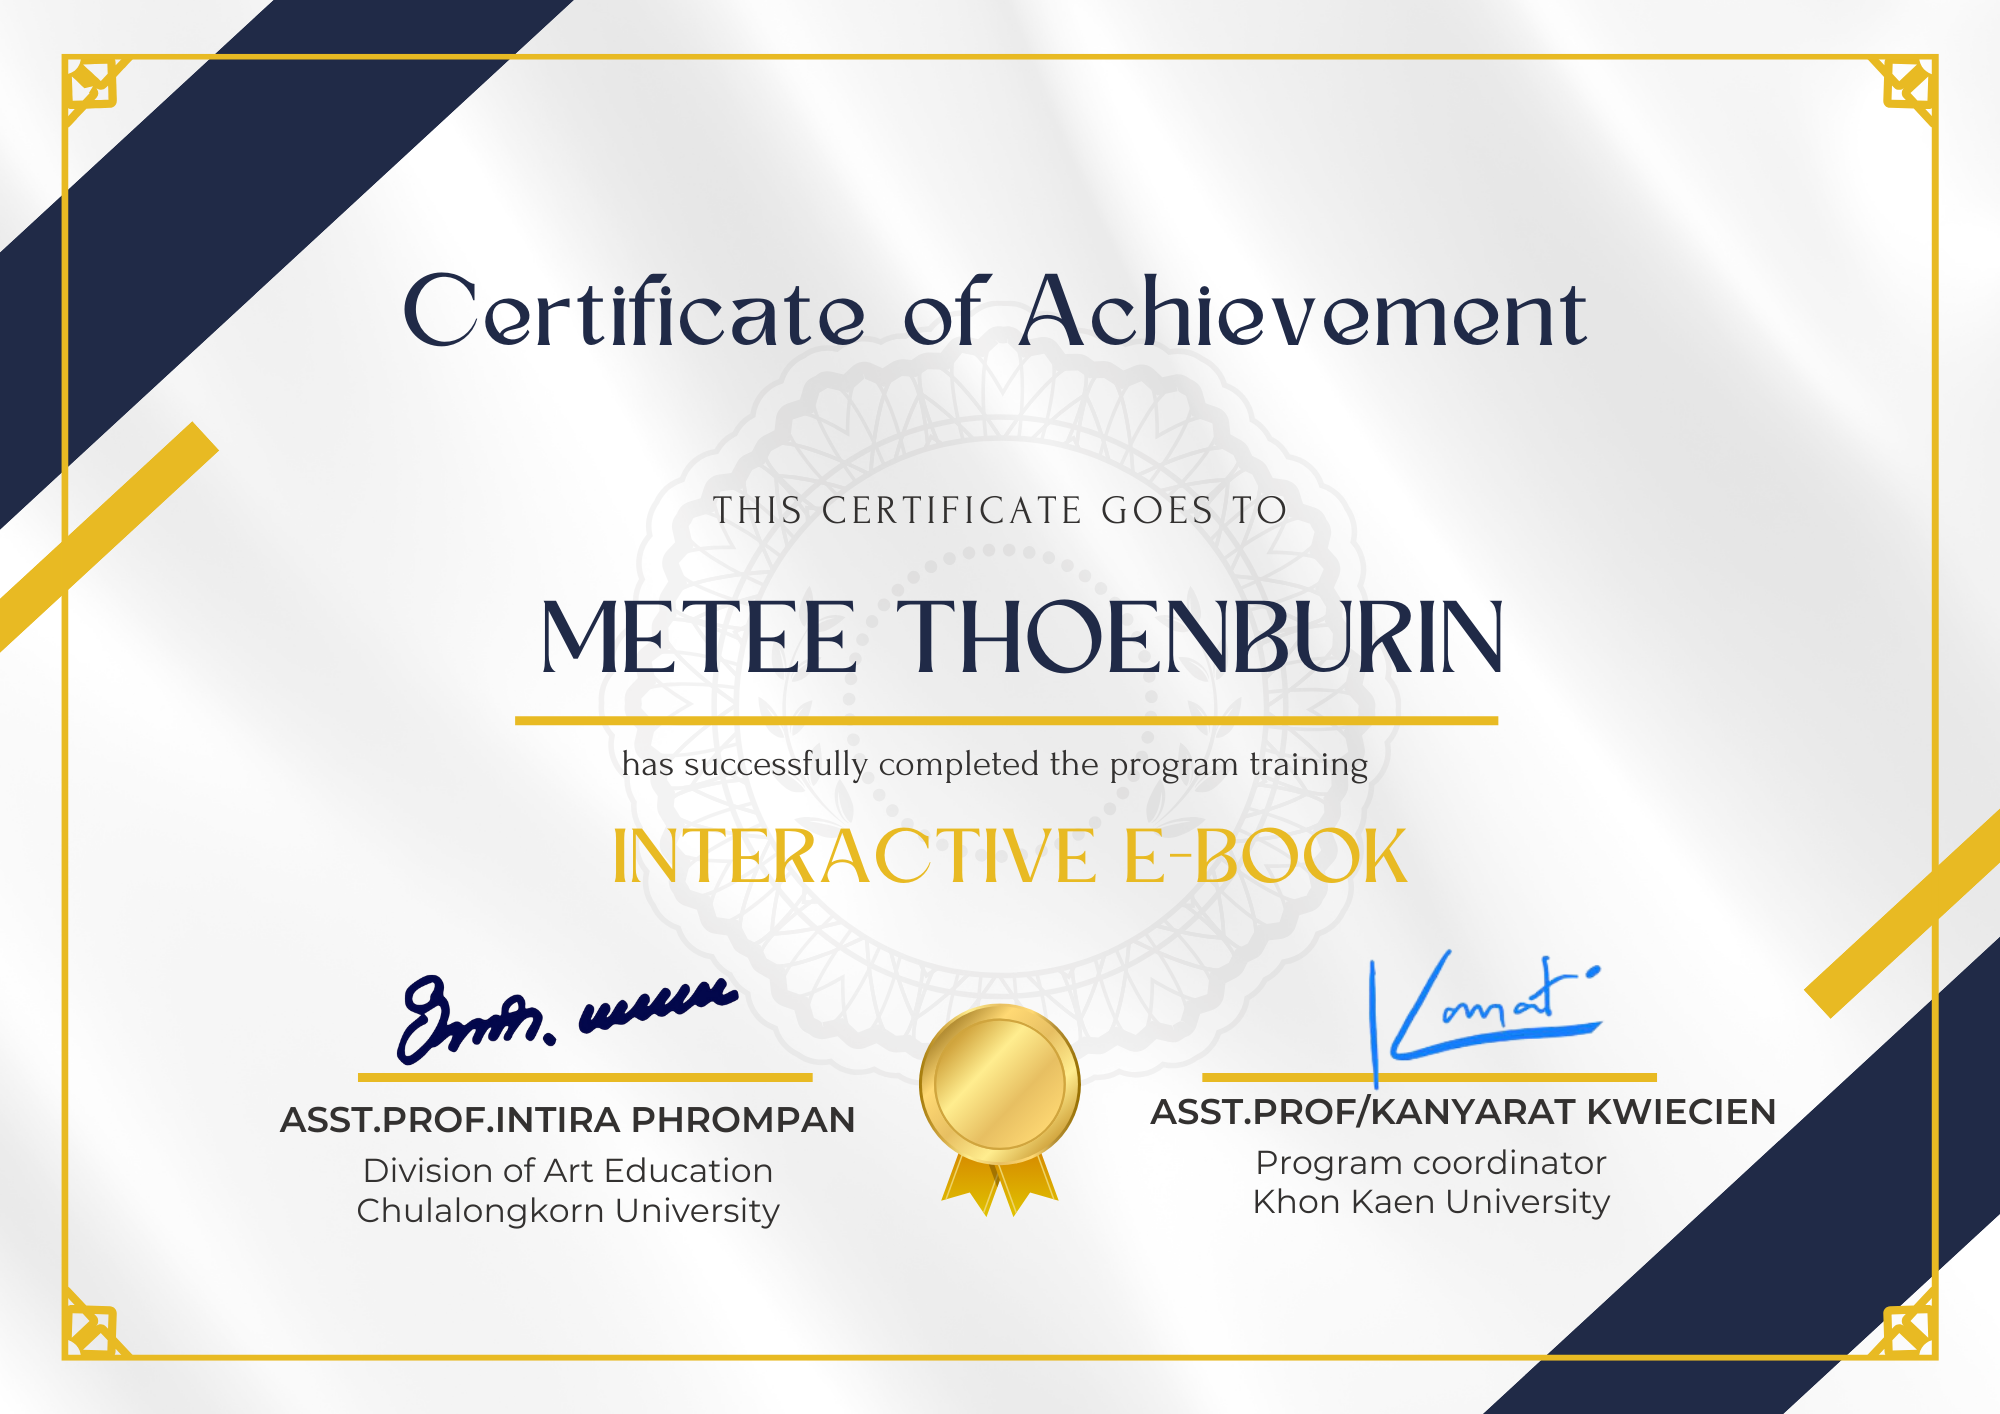 Certificate of Achievement
THIS CERTIFICATE GOES TO
METEE THOENBURIN
has successfully completed the program training
INTERACTIVE E-BOOK
ASST.PROF.INTIRA PHROMPAN
Division of Art Education
Chulalongkorn University
ASST.PROF/KANYARAT KWIECIEN
Program coordinator
Khon Kaen University